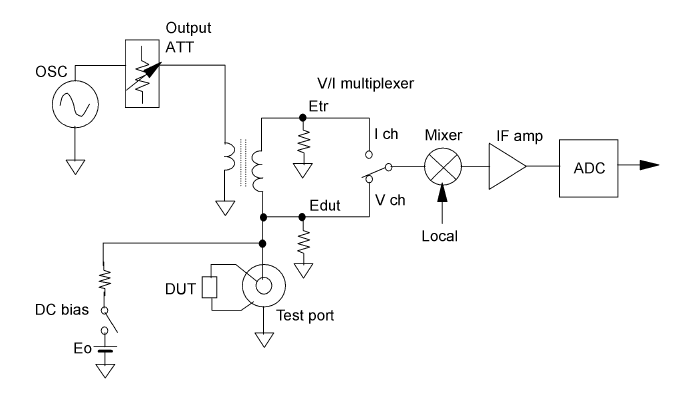 Output
ATT
OSC
V/I multiplexer
Etr
I ch
Mixer
IF amp
ADC
V ch
Edut
Local
DUT
Test port
DC bias
Eo